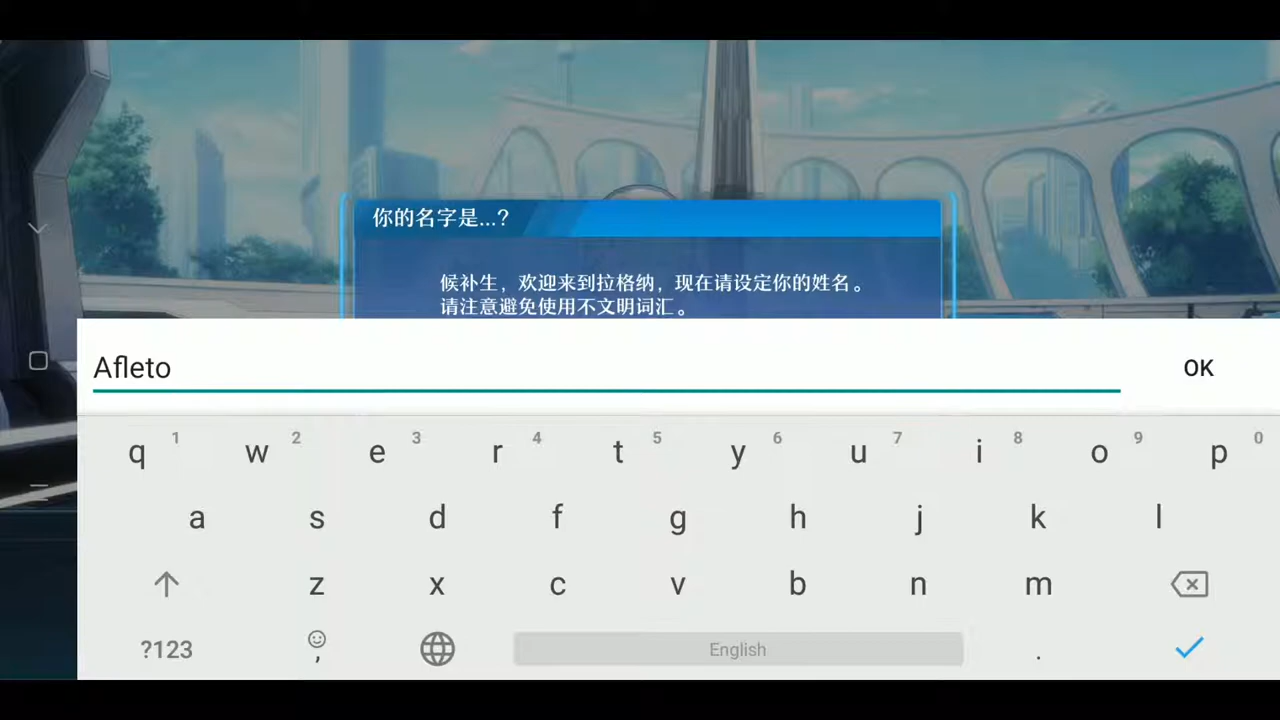 你的名字是...?
候补生，欢迎来到拉格纳，现在请设定你的姓名。
请注意避免使用不文明词汇。
Afleto
OK
q 1 w 2 e 3 r 4 t 5 y 6 u 7 i 8 o 9 p 0
a s d f g h j k l
z x c v b n m
?123 , English .